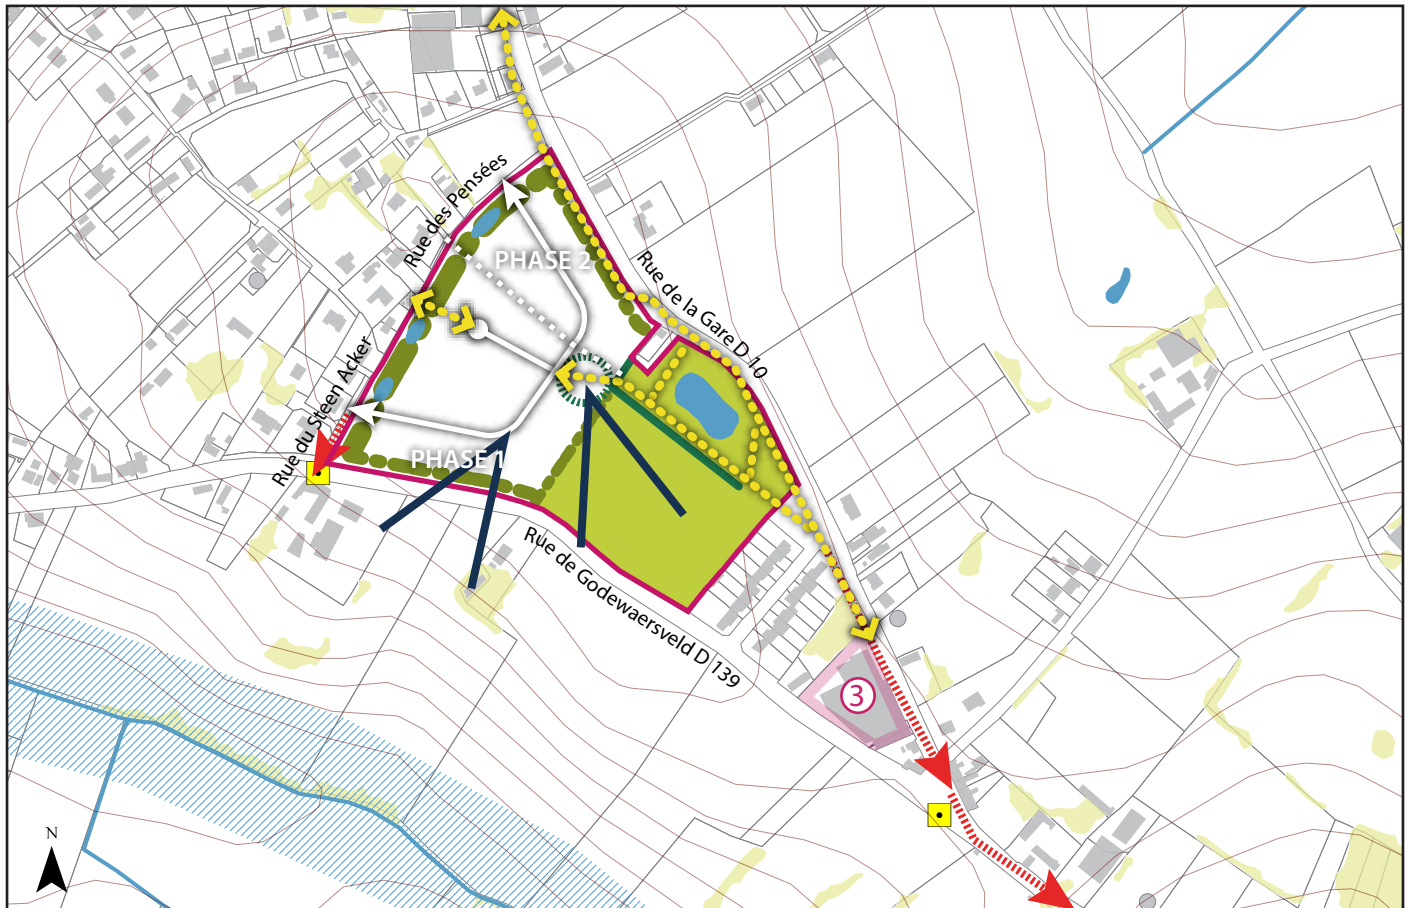 Rue des Pensées
PHASE 2
Rue de la Gare D 10
Rue du Steen Acker
PHASE 1
Rue de Godewaersveld D 139
3
N